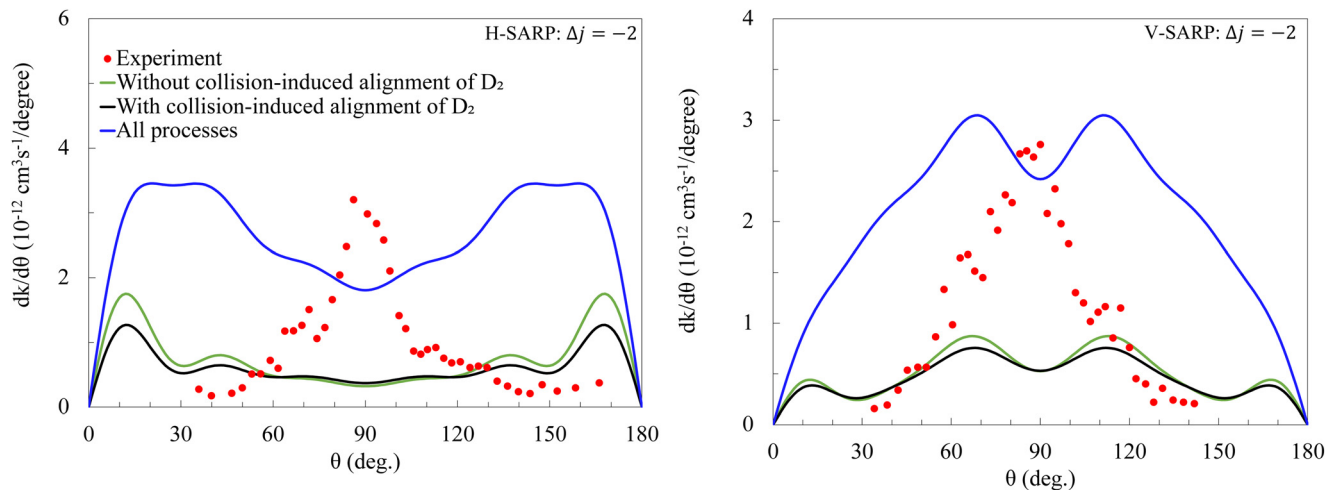 6
H-SARP: Δj = −2
Experiment
Without collision-induced alignment of D₂
With collision-induced alignment of D₂
All processes
4
2
0
dk/dθ (10⁻¹² cm³s⁻¹/degree)
0 30 60 90 120 150 180
θ (deg.)
4
V-SARP: Δj = −2
3
2
1
0
dk/dθ (10⁻¹² cm³s⁻¹/degree)
0 30 60 90 120 150 180
θ (deg.)